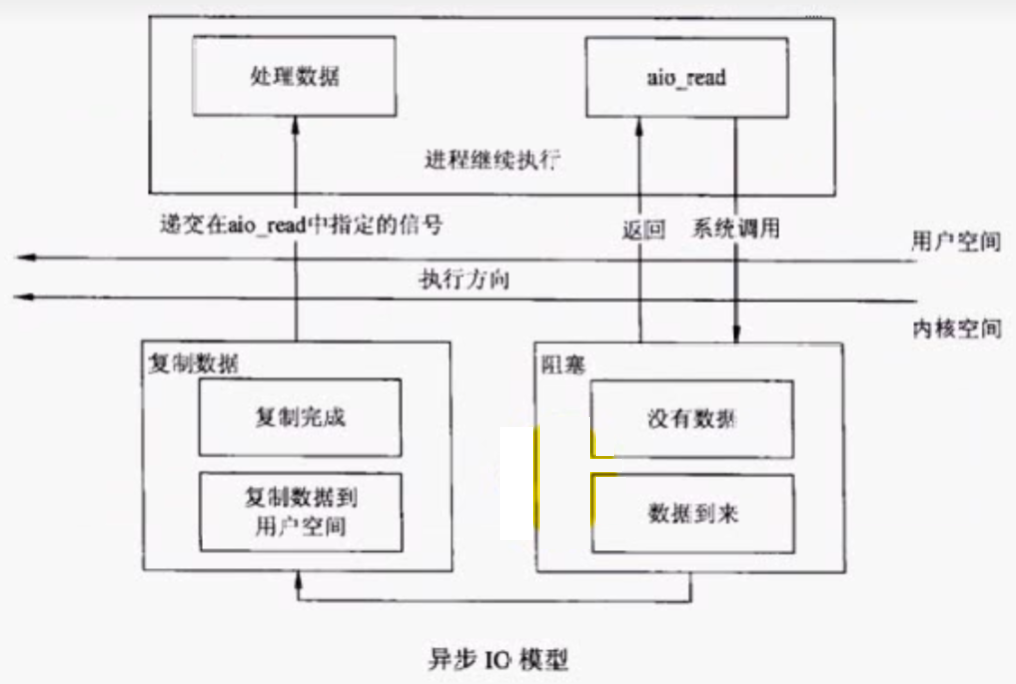 处理数据
aio_read
进程继续执行
递交在aio_read中指定的信号
返回
系统调用
用户空间
执行方向
内核空间
复制数据
阻塞
复制完成
没有数据
复制数据到
用户空间
数据到来
异步 IO 模型